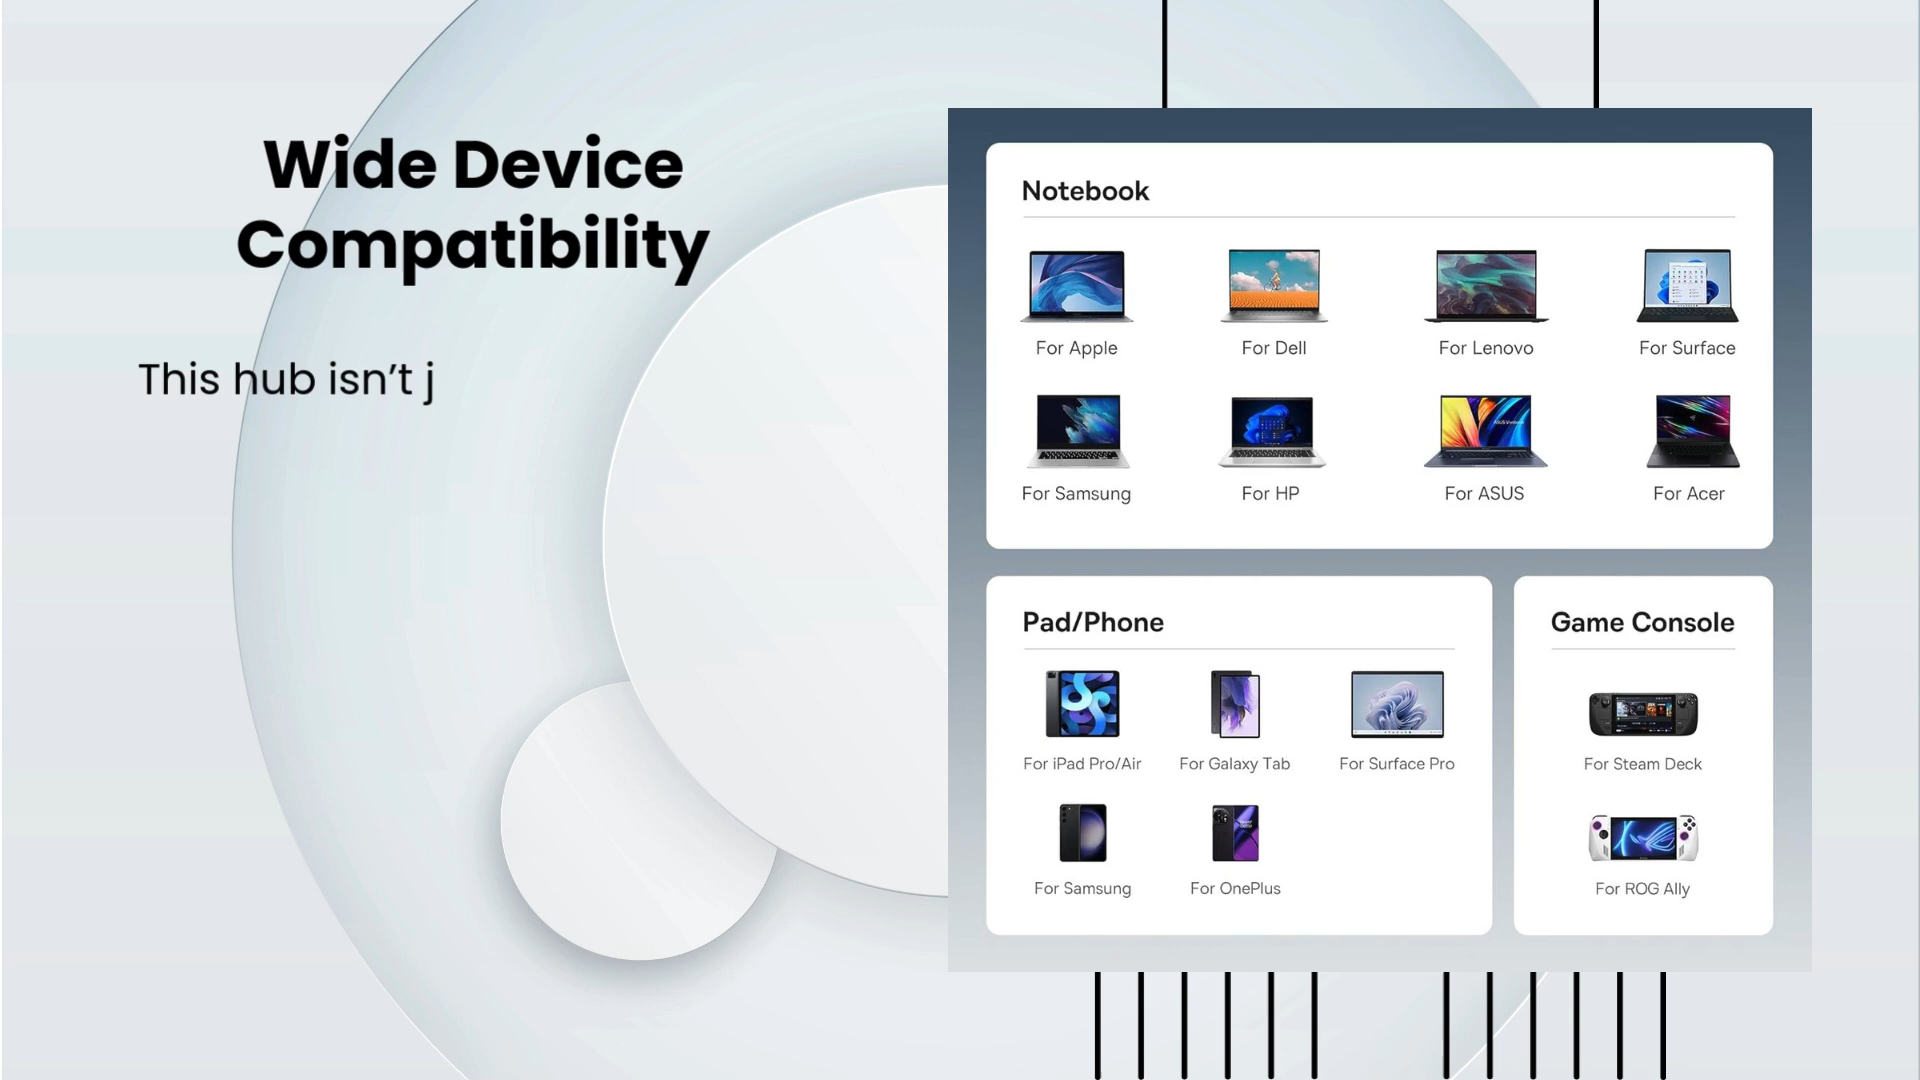 Wide Device
Compatibility
This hub isn’t j
Notebook
For Apple
For Dell
For Lenovo
For Surface
For Samsung
For HP
For ASUS
For Acer
Pad/Phone
For iPad Pro/Air
For Galaxy Tab
For Surface Pro
For Samsung
For OnePlus
Game Console
For Steam Deck
For ROG Ally